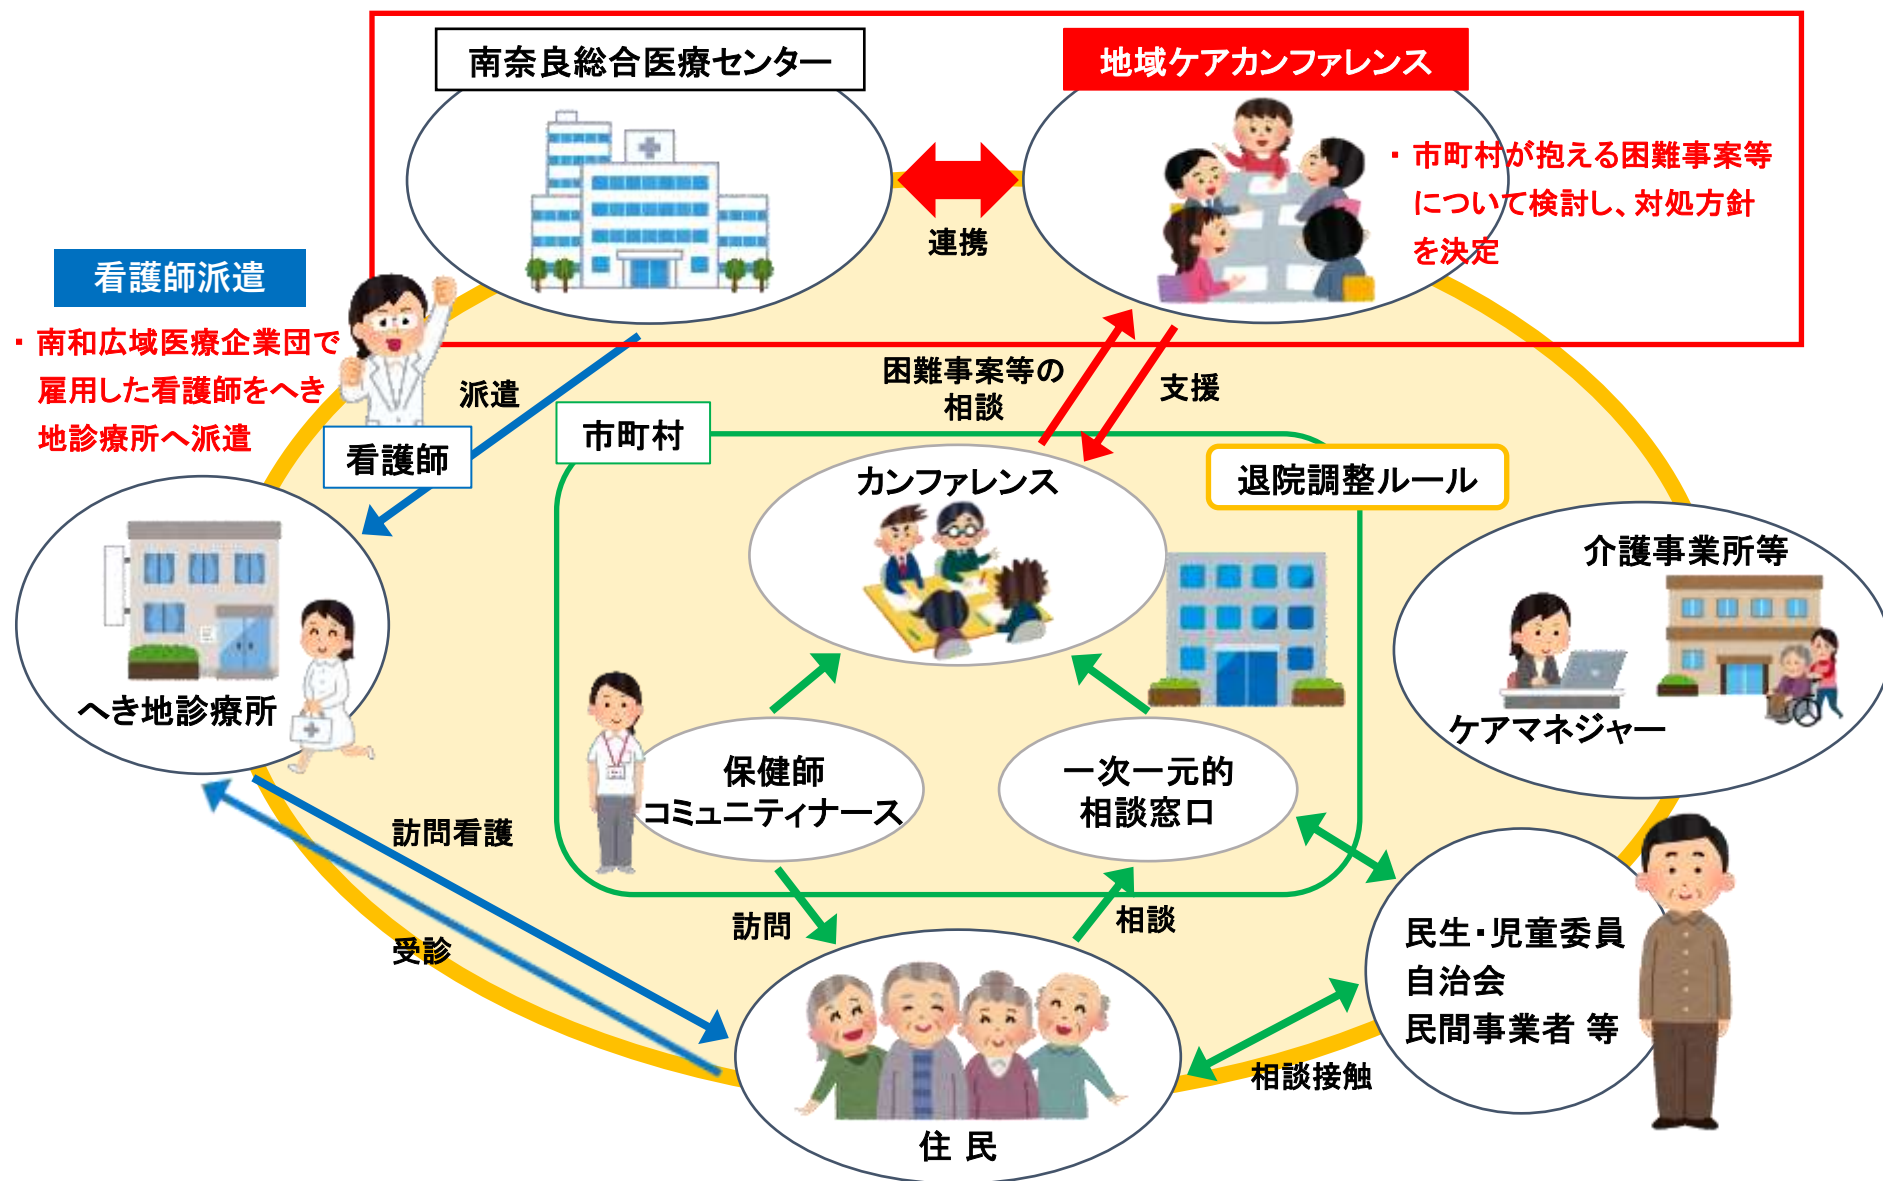 南奈良総合医療センター
地域ケアカンファレンス
・市町村が抱える困難事案等
について検討し、対処方針
を決定
連携
看護師派遣
・南和広域医療企業団で
雇用した看護師をへき
地診療所へ派遣
派遣
看護師
困難事案等の
相談
支援
市町村
退院調整ルール
カンファレンス
介護事業所等
ケアマネジャー
へき地診療所
保健師
コミュニティナース
一次一元的
相談窓口
訪問看護
受診
訪問
相談
民生・児童委員
自治会
民間事業者 等
相談接触
住 民